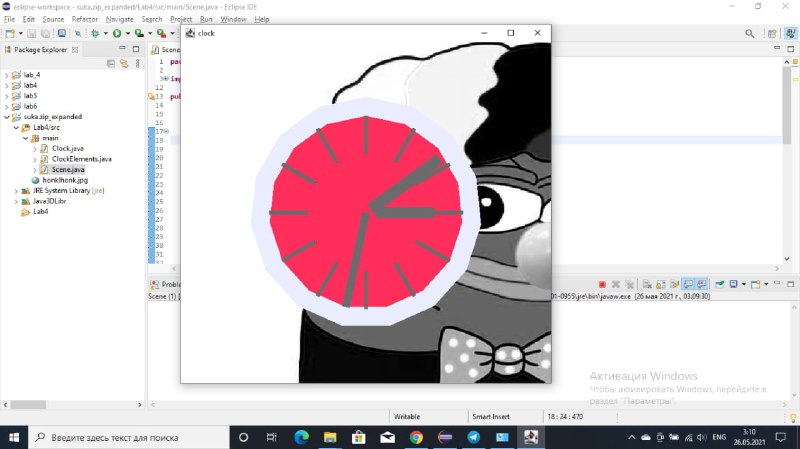 eclipse-workspace - suka.zip_expanded/Lab4/src/main/Scene.java - Eclipse IDE
File Edit Source Refactor Navigate Search Project Run Window Help
Package Explorer
lab_4
lab4
lab5
lab6
suka.zip_expanded
Lab4/src
main
Clock.java
ClockElements.java
Scene.java
honklhonk.jpg
JRE System Library [jre]
Java3DLibr
Lab4
Scene
1 pac
2
3 imp
12
13 pub
14
15
16
17
18
19
20
21
22
23
24
25
26
27
28
29
30
31
32
clock
Problem
Scene (1) [
01-0955\jre\bin\javaw.exe (26 мая 2021 г., 03:09:30)
Активация Windows
Чтобы активировать Windows, перейдите в
раздел "Параметры".
Writable Smart Insert 18 : 24 : 470
Введите здесь текст для поиска
ENG
3:10
26.05.2021